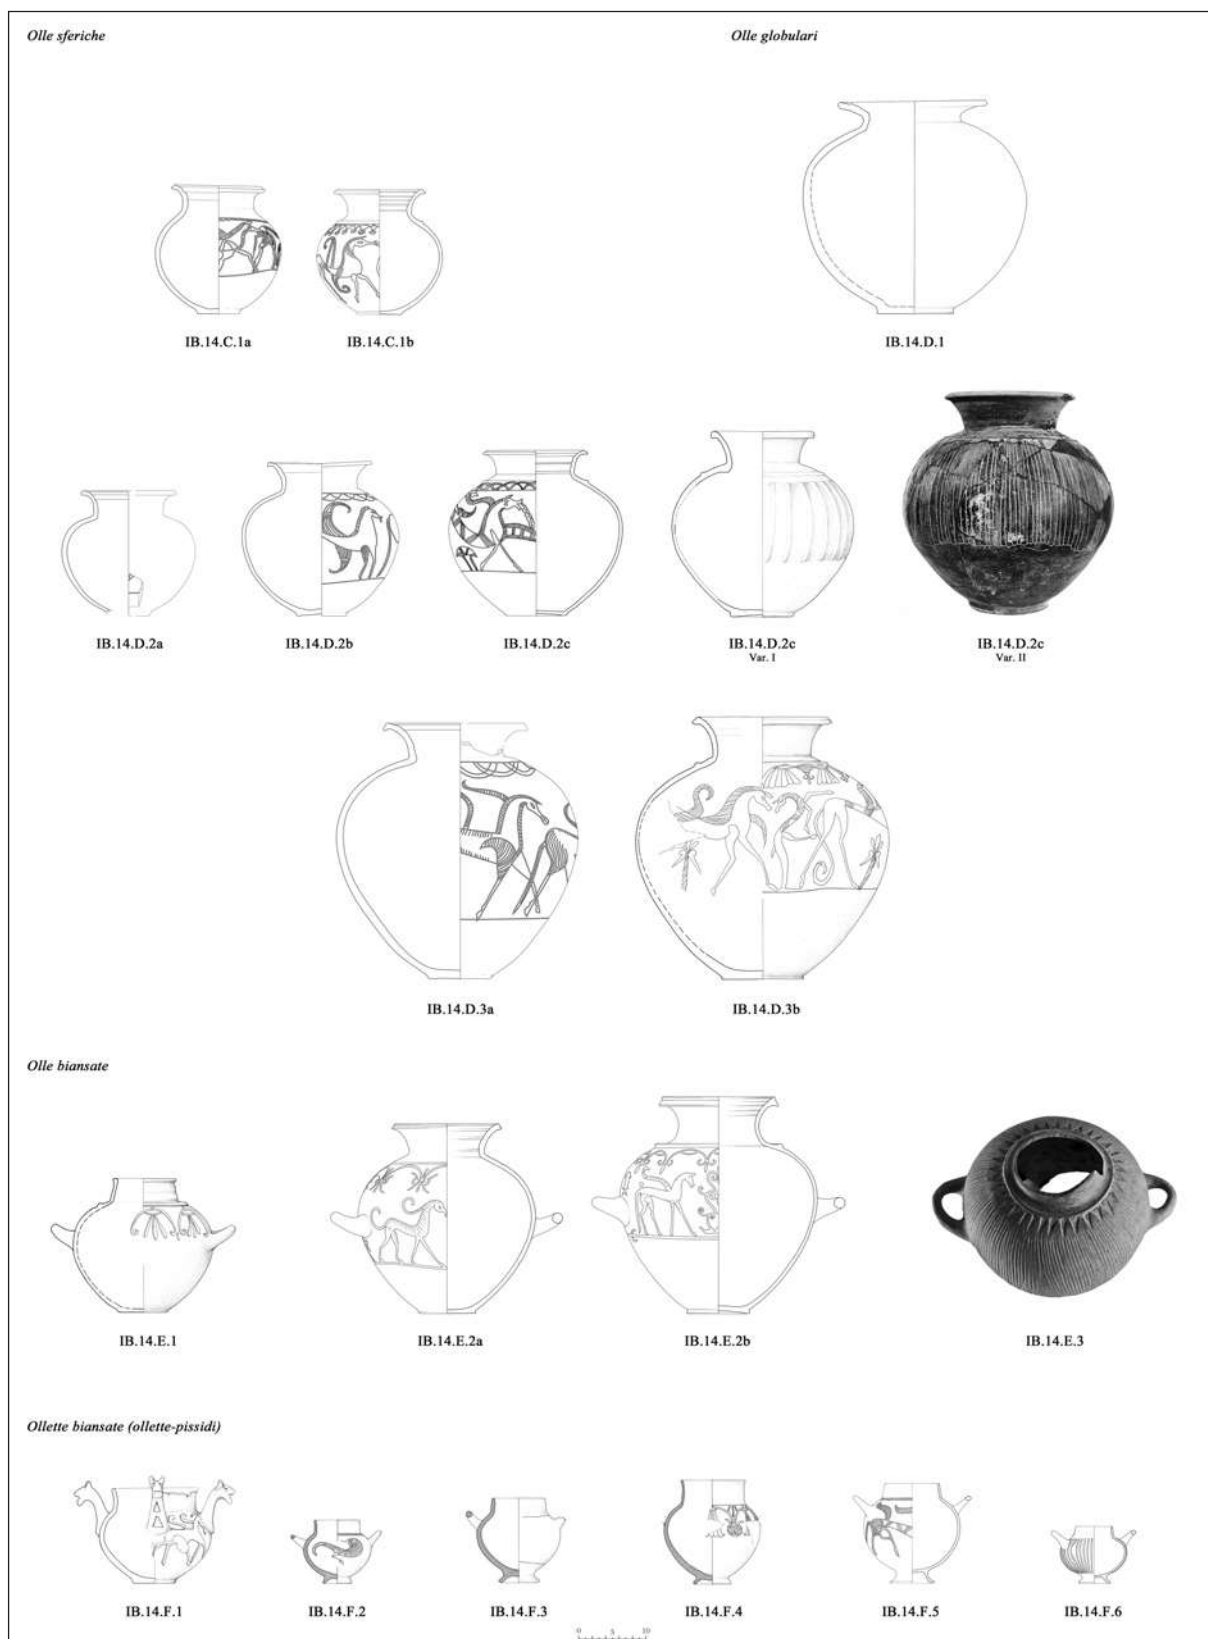 Olle sferiche
Olle globulari
IB.14.C.1a
IB.14.C.1b
IB.14.D.1
IB.14.D.2a
IB.14.D.2b
IB.14.D.2c
IB.14.D.2c
Var. I
IB.14.D.2c
Var. II
IB.14.D.3a
IB.14.D.3b
Olle biansate
IB.14.E.1
IB.14.E.2a
IB.14.E.2b
IB.14.E.3
Ollette biansate (ollette-pissidi)
IB.14.F.1
IB.14.F.2
IB.14.F.3
IB.14.F.4
IB.14.F.5
IB.14.F.6
0 5 10